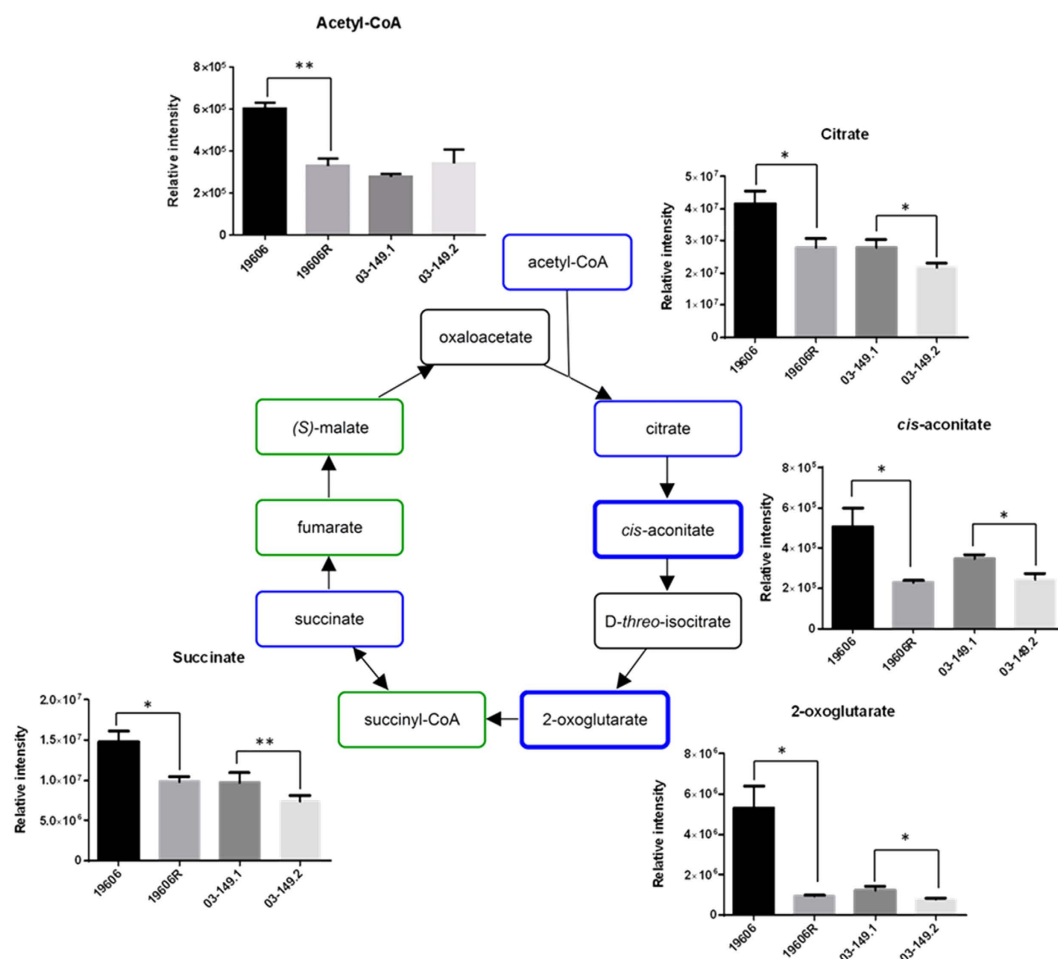 Acetyl-CoA
Relative intensity
8×10⁵
6×10⁵
4×10⁵
2×10⁵
0
**
19606
19606R
03-149.1
03-149.2
Citrate
Relative intensity
5×10⁷
4×10⁷
3×10⁷
2×10⁷
1×10⁷
0
*
*
19606
19606R
03-149.1
03-149.2
acetyl-CoA
oxaloacetate
(S)-malate
citrate
fumarate
cis-aconitate
succinate
D-threo-isocitrate
succinyl-CoA
2-oxoglutarate
cis-aconitate
Relative intensity
8×10⁵
6×10⁵
4×10⁵
2×10⁵
0
*
*
19606
19606R
03-149.1
03-149.2
Succinate
Relative intensity
2.0×10⁷
1.5×10⁷
1.0×10⁷
5.0×10⁶
0
*
**
19606
19606R
03-149.1
03-149.2
2-oxoglutarate
Relative intensity
8×10⁶
6×10⁶
4×10⁶
2×10⁶
0
*
*
19606
19606R
03-149.1
03-149.2